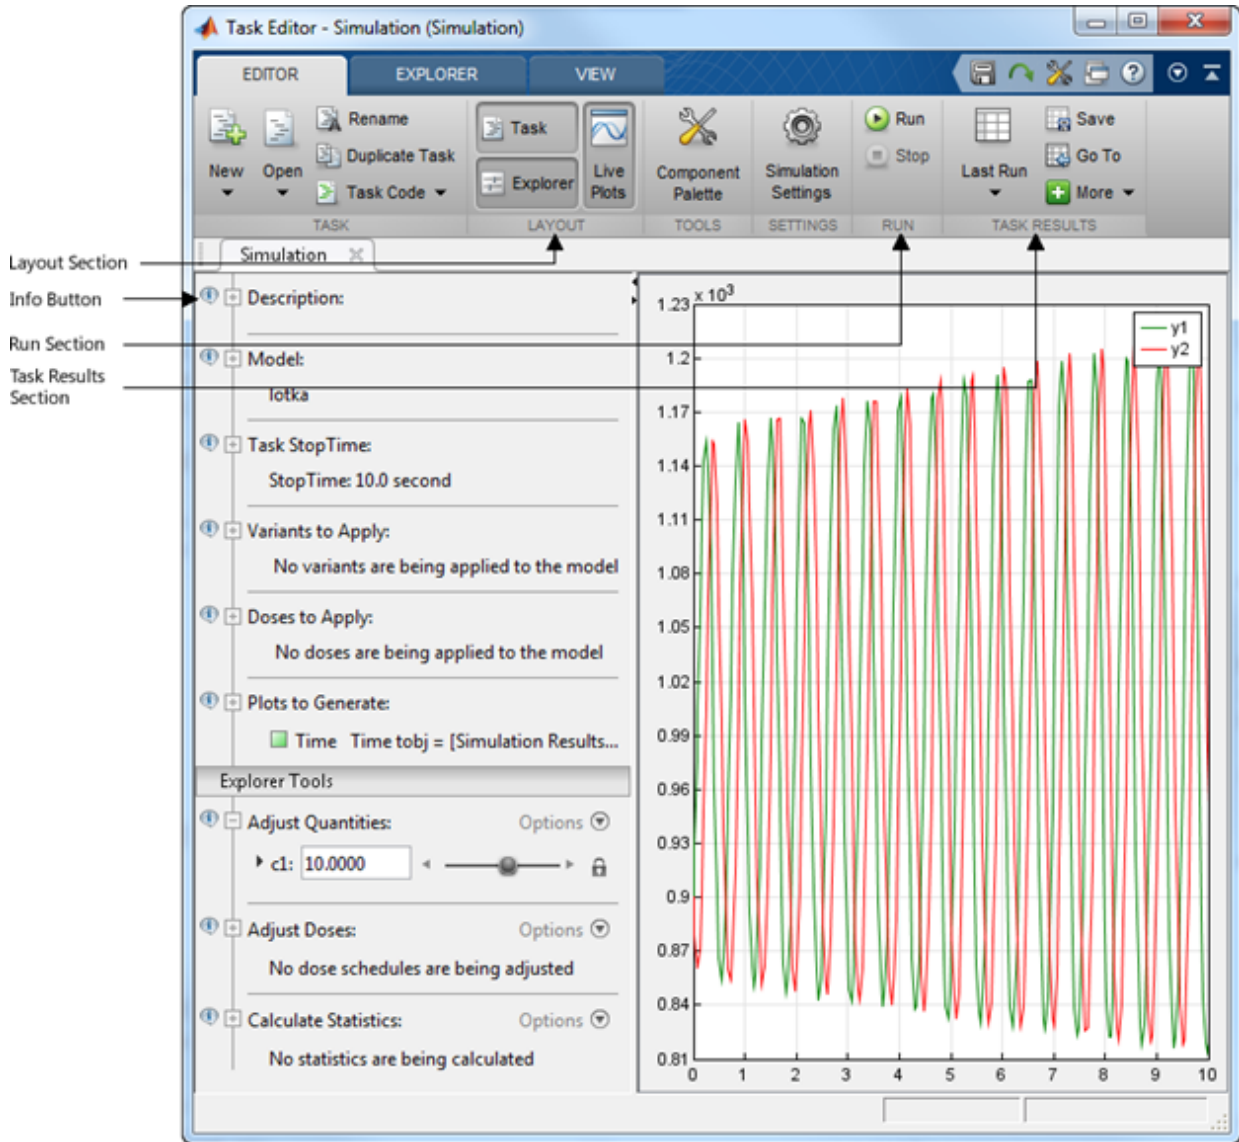 Task Editor - Simulation (Simulation)
EDITOR EXPLORER VIEW
New Open Rename Duplicate Task Task Code
TASK
Task Explorer Live Plots
LAYOUT
Component Palette
TOOLS
Simulation Settings
SETTINGS
Run Stop
RUN
Last Run Save Go To More
TASK RESULTS
Layout Section
Info Button
Run Section
Task Results
Section
Simulation
Description:
Model:
lotka
Task StopTime:
StopTime: 10.0 second
Variants to Apply:
No variants are being applied to the model
Doses to Apply:
No doses are being applied to the model
Plots to Generate:
Time Time tobj = [Simulation Results...
Explorer Tools
Adjust Quantities: Options
c1: 10.0000
Adjust Doses: Options
No dose schedules are being adjusted
Calculate Statistics: Options
No statistics are being calculated
x 10³
1.23
1.2
1.17
1.14
1.11
1.08
1.05
1.02
0.99
0.96
0.93
0.9
0.87
0.84
0.81
0 1 2 3 4 5 6 7 8 9 10
y1
y2